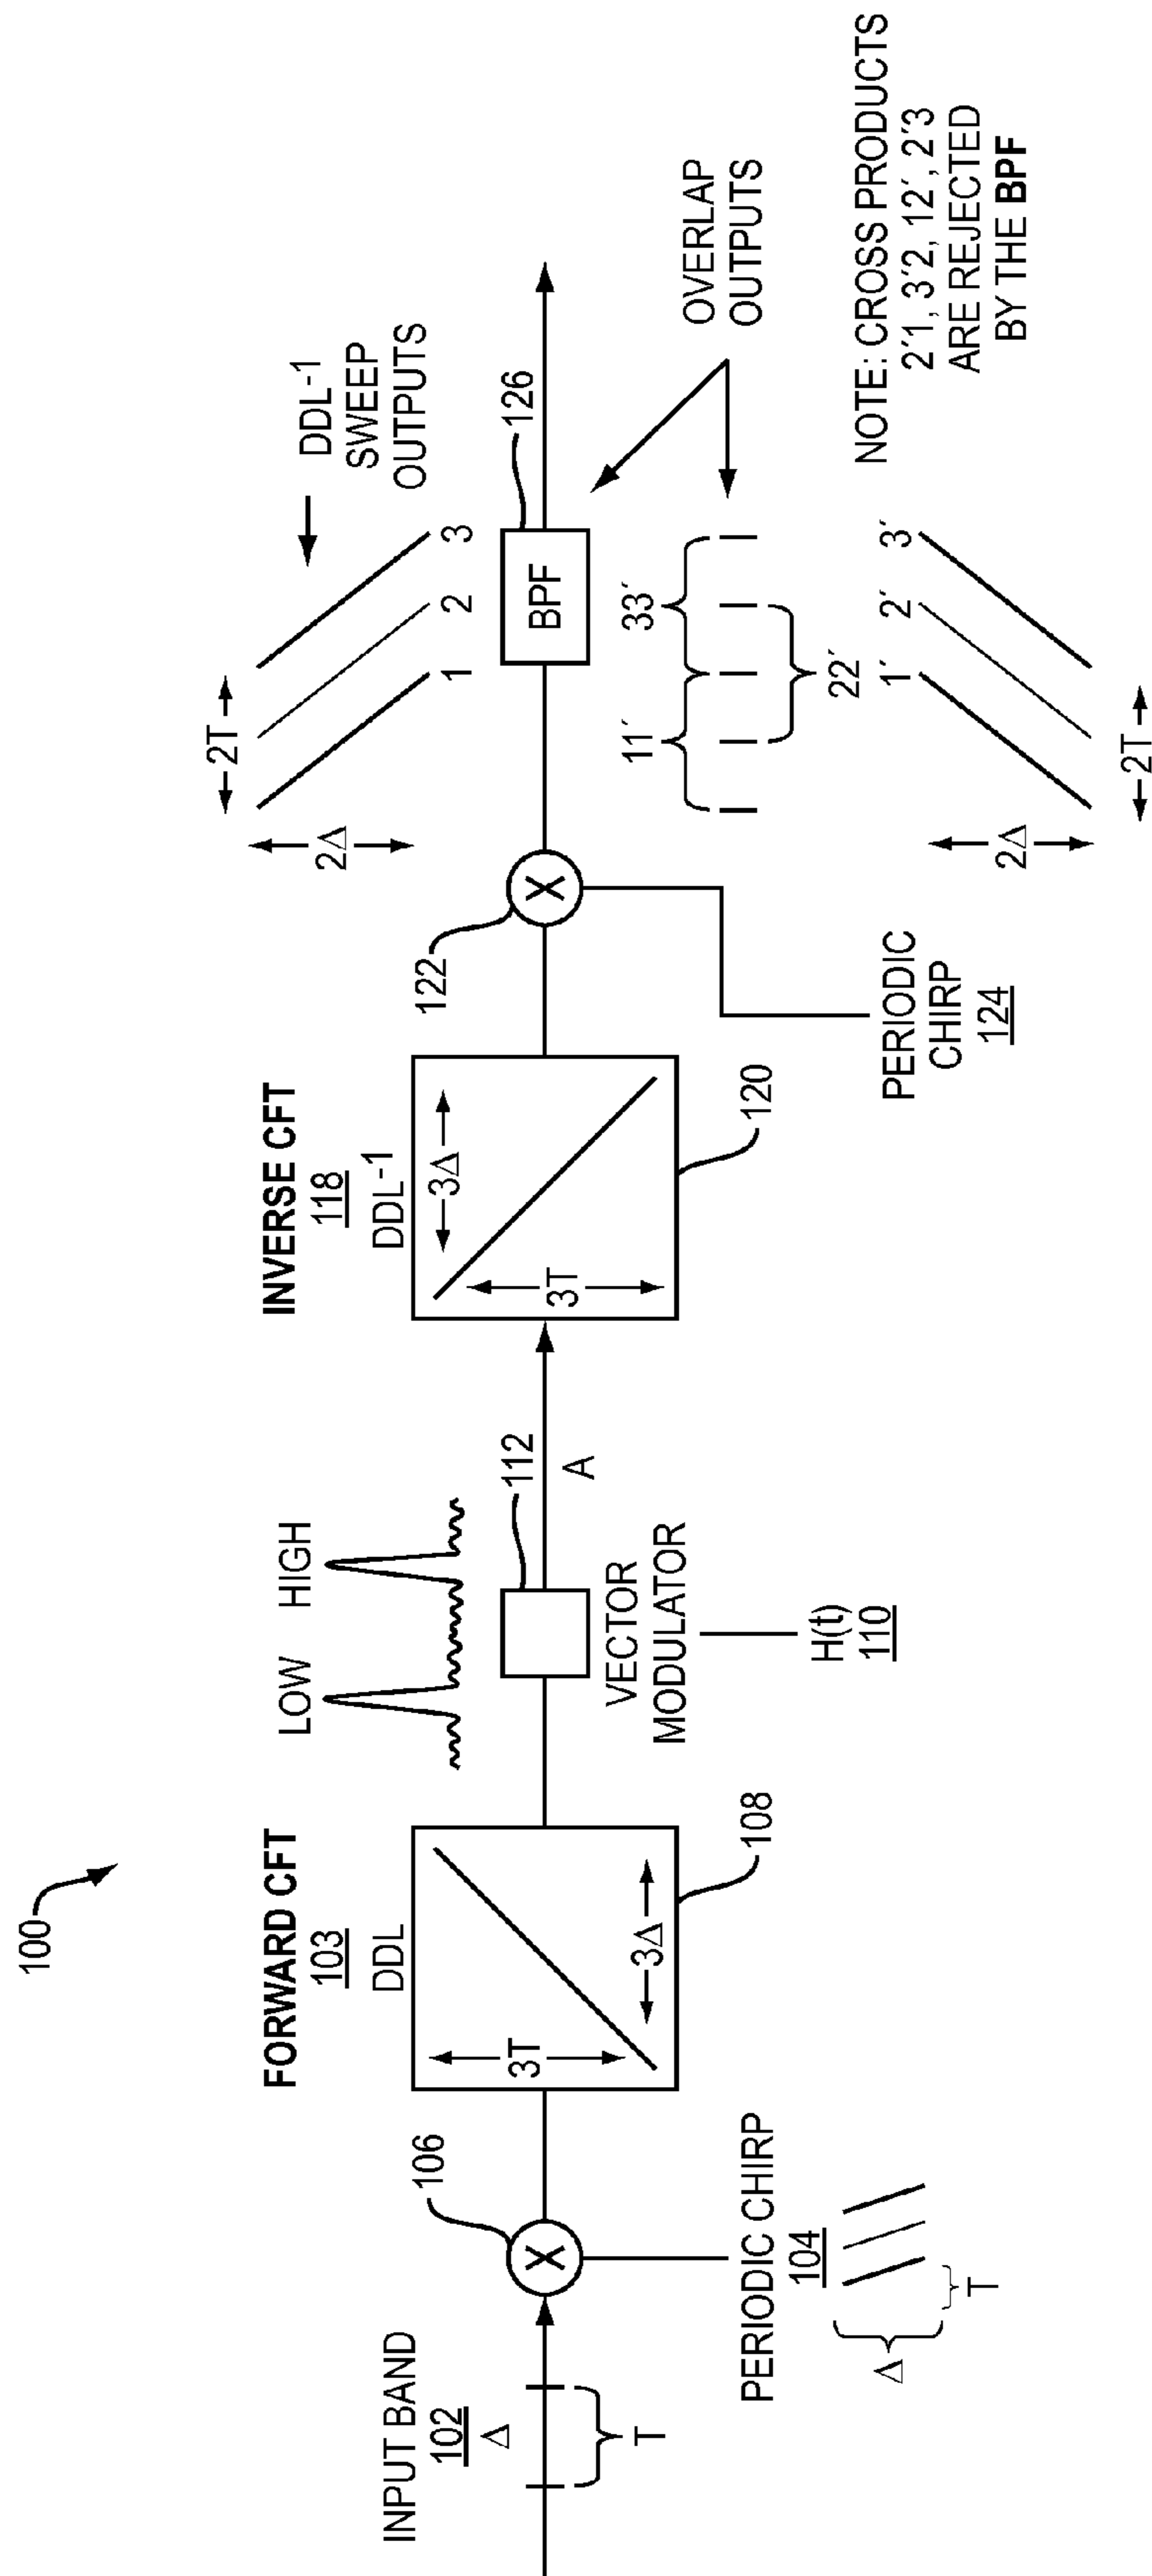 100
INPUT BAND
102
Δ
T
106
PERIODIC CHIRP
104
Δ
T
FORWARD CFT
103
DDL
3T
3Δ
108
LOW
HIGH
112
A
VECTOR
MODULATOR
H(t)
110
INVERSE CFT
118
DDL-1
3Δ
3T
120
122
PERIODIC
CHIRP
124
2T
2Δ
1
2
3
DDL-1
SWEEP
OUTPUTS
126
BPF
OVERLAP
OUTPUTS
11′
33′
22′
1′
2′
3′
2Δ
2T
NOTE: CROSS PRODUCTS
2′1, 3′2, 12′, 2′3
ARE REJECTED
BY THE BPF
X
X